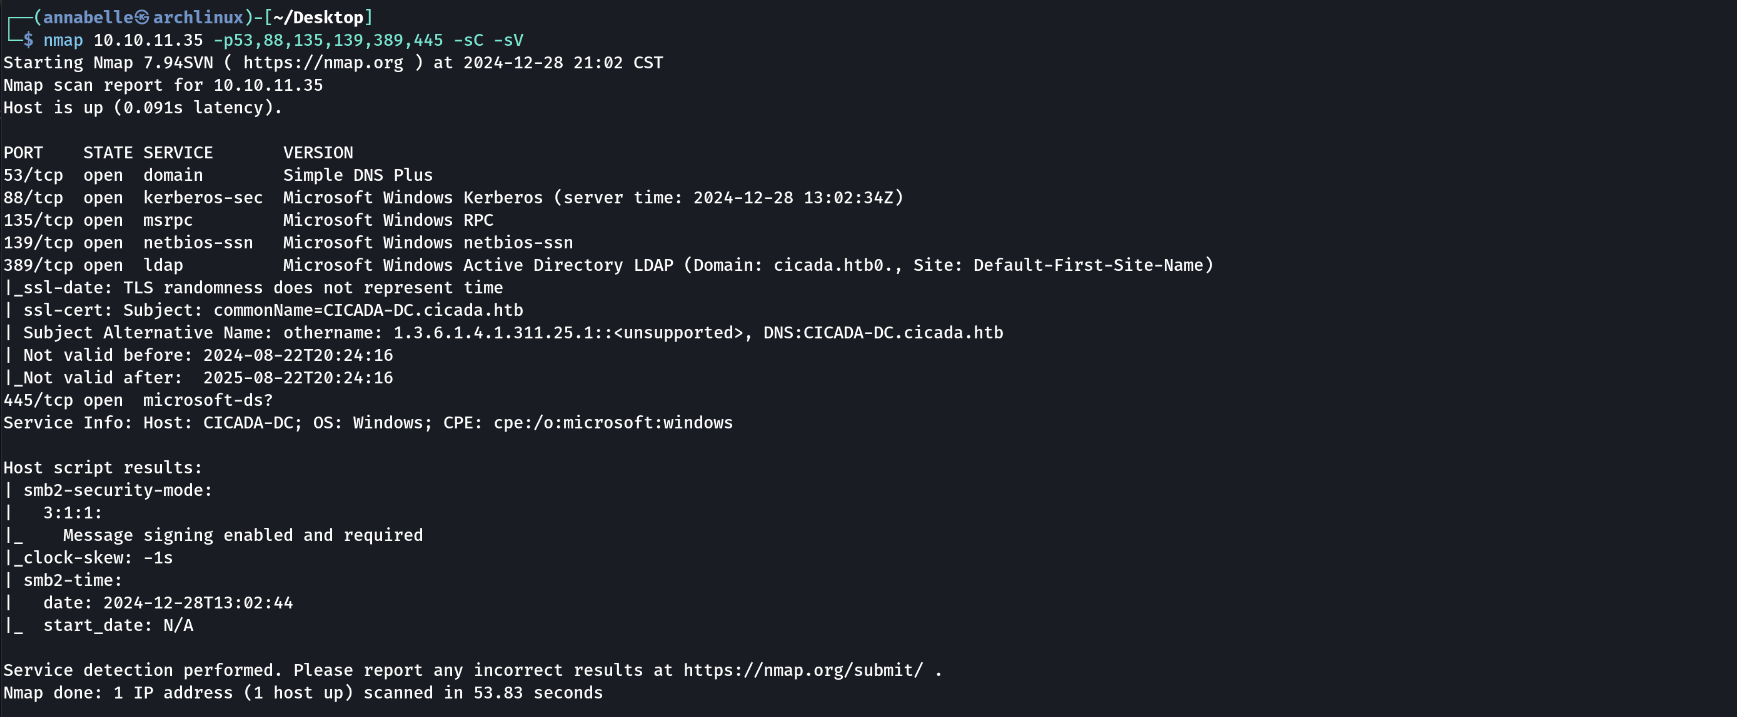 ┌──(annabelle㉿archlinux)-[~/Desktop]
└─$ nmap 10.10.11.35 -p53,88,135,139,389,445 -sC -sV
Starting Nmap 7.94SVN ( https://nmap.org ) at 2024-12-28 21:02 CST
Nmap scan report for 10.10.11.35
Host is up (0.091s latency).

PORT    STATE SERVICE      VERSION
53/tcp  open  domain       Simple DNS Plus
88/tcp  open  kerberos-sec Microsoft Windows Kerberos (server time: 2024-12-28 13:02:34Z)
135/tcp open  msrpc        Microsoft Windows RPC
139/tcp open  netbios-ssn  Microsoft Windows netbios-ssn
389/tcp open  ldap         Microsoft Windows Active Directory LDAP (Domain: cicada.htb0., Site: Default-First-Site-Name)
|_ssl-date: TLS randomness does not represent time
| ssl-cert: Subject: commonName=CICADA-DC.cicada.htb
| Subject Alternative Name: othername: 1.3.6.1.4.1.311.25.1::<unsupported>, DNS:CICADA-DC.cicada.htb
| Not valid before: 2024-08-22T20:24:16
|_Not valid after:  2025-08-22T20:24:16
445/tcp open  microsoft-ds?
Service Info: Host: CICADA-DC; OS: Windows; CPE: cpe:/o:microsoft:windows

Host script results:
| smb2-security-mode:
|   3:1:1:
|_    Message signing enabled and required
|_clock-skew: -1s
| smb2-time:
|   date: 2024-12-28T13:02:44
|_  start_date: N/A

Service detection performed. Please report any incorrect results at https://nmap.org/submit/ .
Nmap done: 1 IP address (1 host up) scanned in 53.83 seconds